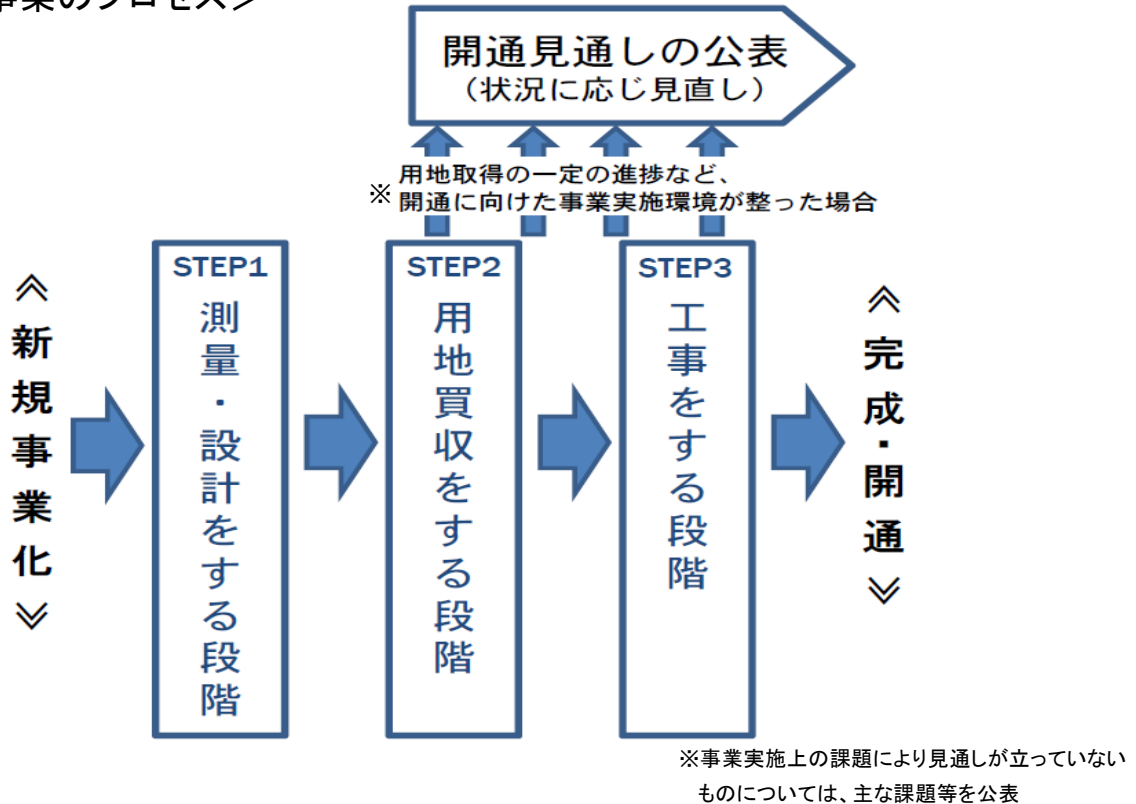 事業のプロセス＞
開通見通しの公表
（状況に応じ見直し）
※ 用地取得の一定の進捗など、
開通に向けた事業実施環境が整った場合
≪新規事業化≫
STEP1
測量・設計をする段階
STEP2
用地買収をする段階
STEP3
工事をする段階
≪完成・開通≫
※事業実施上の課題により見通しが立っていない
ものについては、主な課題等を公表